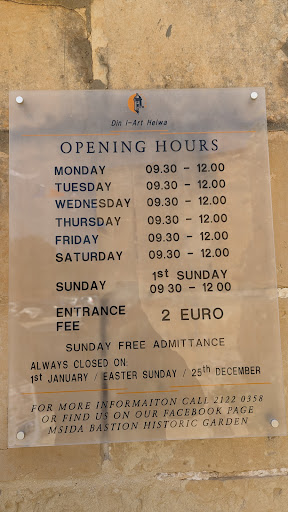 Din l-Art Ħelwa
OPENING HOURS
MONDAY 09.30 - 12.00
TUESDAY 09.30 - 12.00
WEDNESDAY 09.30 - 12.00
THURSDAY 09.30 - 12.00
FRIDAY 09.30 - 12.00
SATURDAY 09.30 - 12.00
1st SUNDAY
SUNDAY 09 30 - 12 00
ENTRANCE FEE 2 EURO
SUNDAY FREE ADMITTANCE
ALWAYS CLOSED ON:
1st JANUARY / EASTER SUNDAY / 25th DECEMBER
FOR MORE INFORMAITON CALL 2122 0358
OR FIND US ON OUR FACEBOOK PAGE
MSIDA BASTION HISTORIC GARDEN